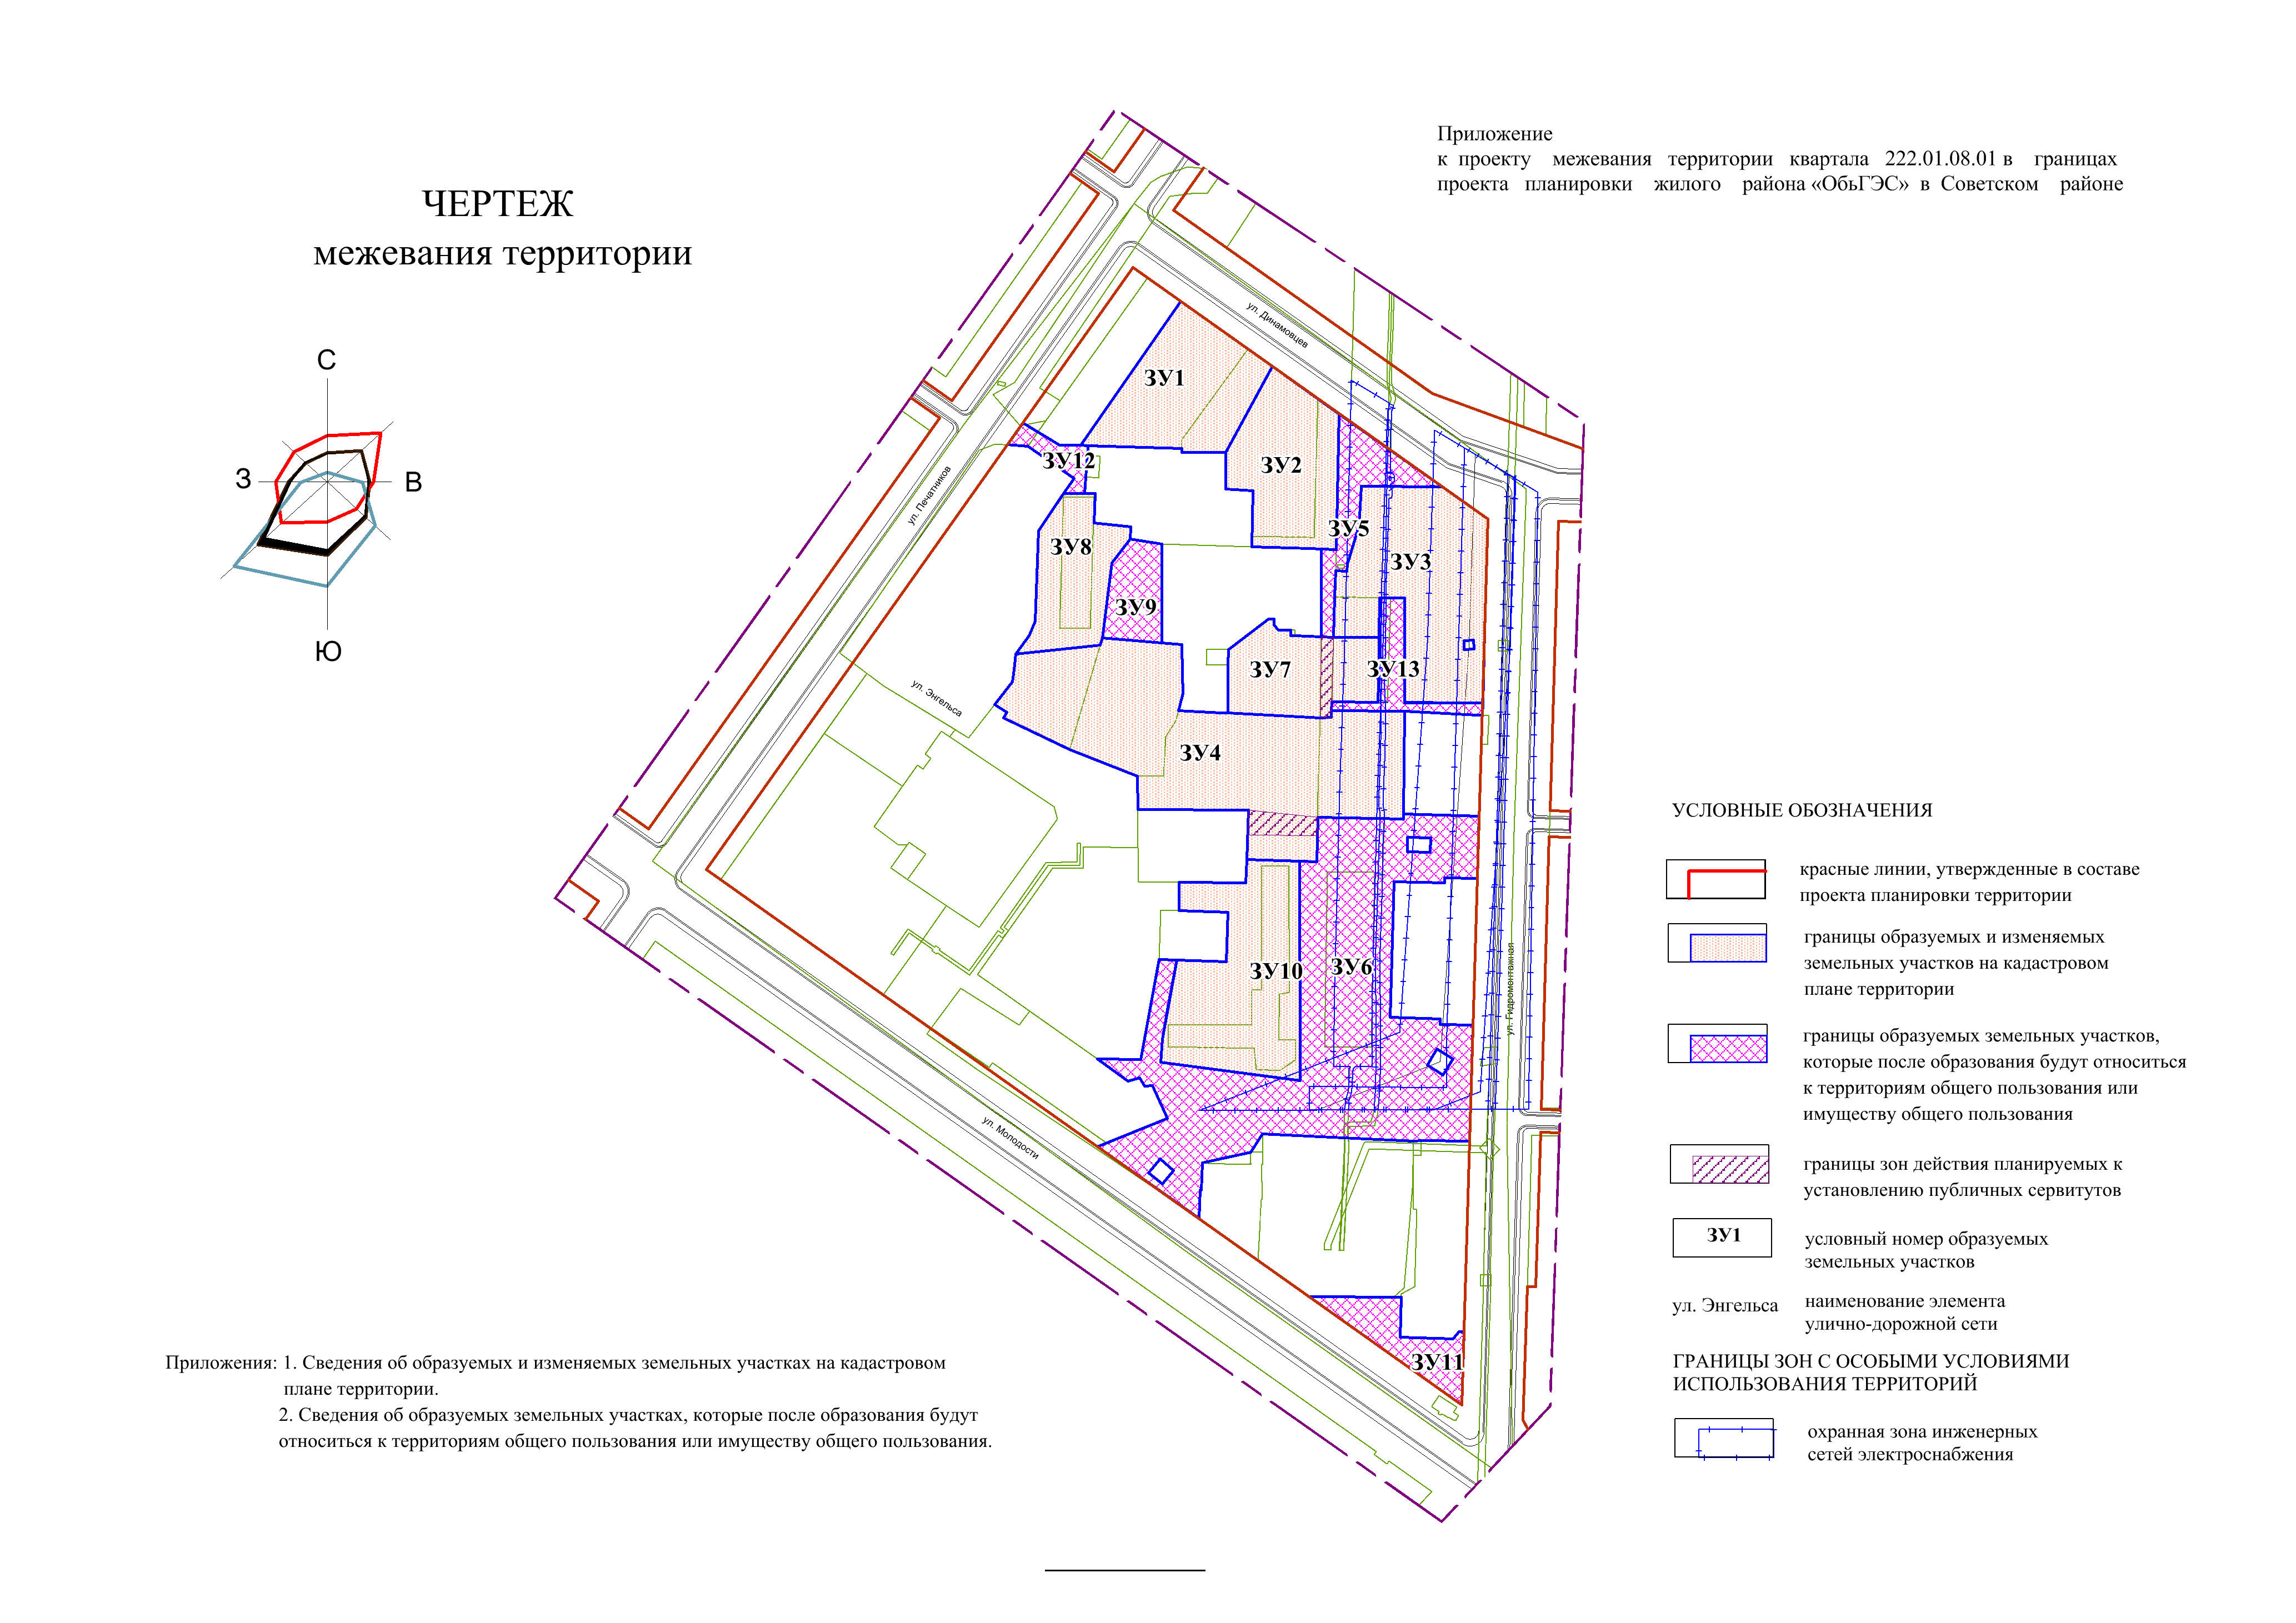 Приложение
к проекту межевания территории квартала 222.01.08.01 в границах
проекта планировки жилого района «ОбьГЭС» в Советском районе
ЧЕРТЕЖ
межевания территории
С
З
В
Ю
ул. Динамовцев
ул. Печатников
ул. Энгельса
ул. Гидромонтажная
ул. Молодости
ЗУ1
ЗУ12
ЗУ2
ЗУ5
ЗУ8
ЗУ3
ЗУ9
ЗУ7
ЗУ13
ЗУ4
ЗУ10
ЗУ6
ЗУ11
УСЛОВНЫЕ ОБОЗНАЧЕНИЯ
красные линии, утвержденные в составе
проекта планировки территории
границы образуемых и изменяемых
земельных участков на кадастровом
плане территории
границы образуемых земельных участков,
которые после образования будут относиться
к территориям общего пользования или
имуществу общего пользования
границы зон действия планируемых к
установлению публичных сервитутов
ЗУ1
условный номер образуемых
земельных участков
ул. Энгельса
наименование элемента
улично-дорожной сети
ГРАНИЦЫ ЗОН С ОСОБЫМИ УСЛОВИЯМИ
ИСПОЛЬЗОВАНИЯ ТЕРРИТОРИЙ
охранная зона инженерных
сетей электроснабжения
Приложения: 1. Сведения об образуемых и изменяемых земельных участках на кадастровом
плане территории.
2. Сведения об образуемых земельных участках, которые после образования будут
относиться к территориям общего пользования или имуществу общего пользования.